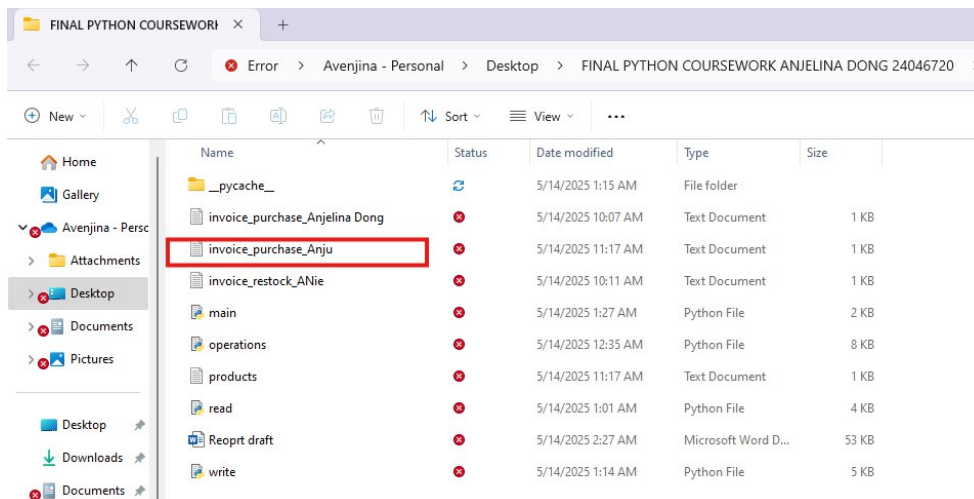 FINAL PYTHON COURSEWORK
Error > Avenjina - Personal > Desktop > FINAL PYTHON COURSEWORK ANJELINA DONG 24046720
New Sort View ...
Name Status Date modified Type Size
Home
Gallery
Avenjina - Persc
Attachments
Desktop
Documents
Pictures
Desktop
Downloads
Documents
__pycache__ 5/14/2025 1:15 AM File folder
invoice_purchase_Anjelina Dong 5/14/2025 10:07 AM Text Document 1 KB
invoice_purchase_Anju 5/14/2025 11:17 AM Text Document 1 KB
invoice_restock_ANie 5/14/2025 10:11 AM Text Document 1 KB
main 5/14/2025 1:27 AM Python File 2 KB
operations 5/14/2025 12:35 AM Python File 8 KB
products 5/14/2025 11:17 AM Text Document 1 KB
read 5/14/2025 1:01 AM Python File 4 KB
Reoprt draft 5/14/2025 2:27 AM Microsoft Word D... 53 KB
write 5/14/2025 1:14 AM Python File 5 KB